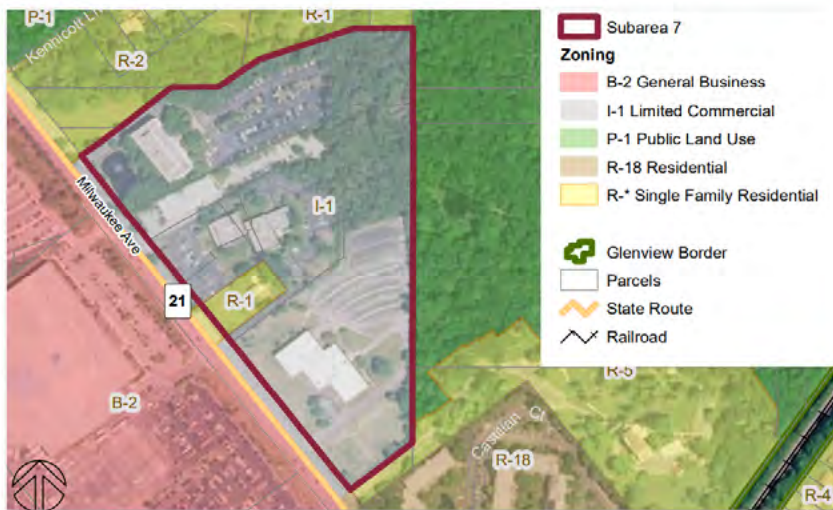 P-1
Kennicott Ln
R-2
R-1
Milwaukee Ave
I-1
21
R-1
B-2
R-5
R-18
R-4
Subarea 7
Zoning
B-2 General Business
I-1 Limited Commercial
P-1 Public Land Use
R-18 Residential
R-* Single Family Residential
Glenview Border
Parcels
State Route
Railroad